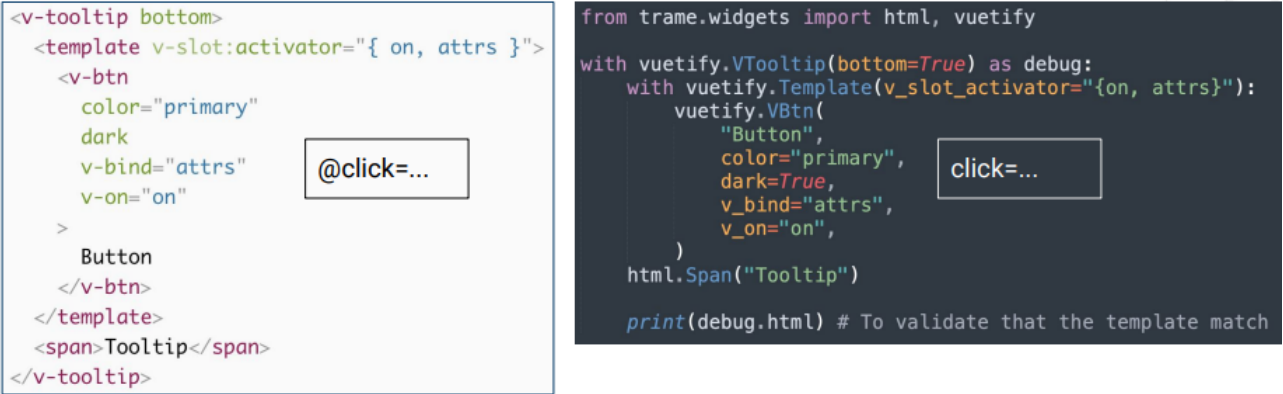 <v-tooltip bottom>
  <template v-slot:activator="{ on, attrs }">
    <v-btn
      color="primary"
      dark
      v-bind="attrs"
      v-on="on"
    >
      Button
    </v-btn>
  </template>
  <span>Tooltip</span>
</v-tooltip>
@click=...
from trame.widgets import html, vuetify
with vuetify.VTooltip(bottom=True) as debug:
    with vuetify.Template(v_slot_activator="{on, attrs}"):
        vuetify.VBtn(
            "Button",
            color="primary",
            dark=True,
            v_bind="attrs",
            v_on="on",
        )
    html.Span("Tooltip")
    print(debug.html) # To validate that the template match
click=...